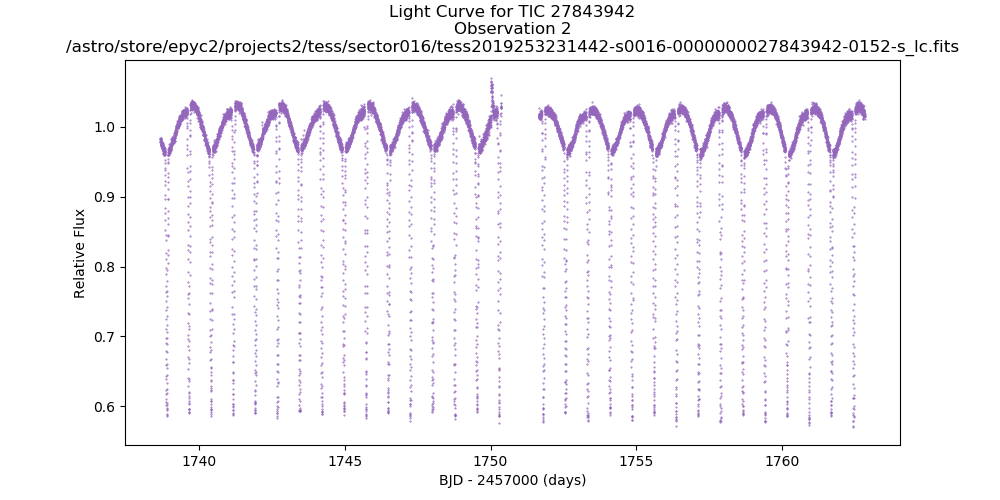 Light Curve for TIC 27843942
Observation 2
/astro/store/epyc2/projects2/tess/sector016/tess2019253231442-s0016-0000000027843942-0152-s_lc.fits
1.0
0.9
0.8
0.7
0.6
Relative Flux
1740
1745
1750
1755
1760
BJD - 2457000 (days)